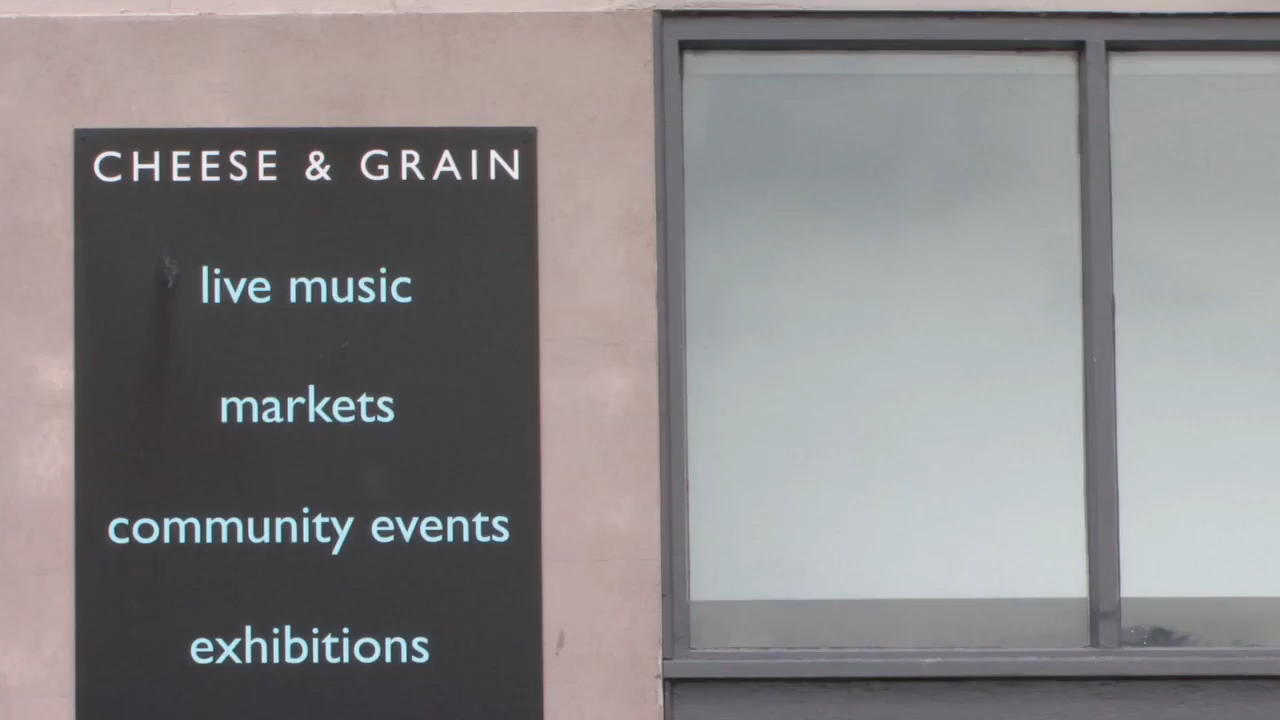 CHEESE & GRAIN
live music
markets
community events
exhibitions